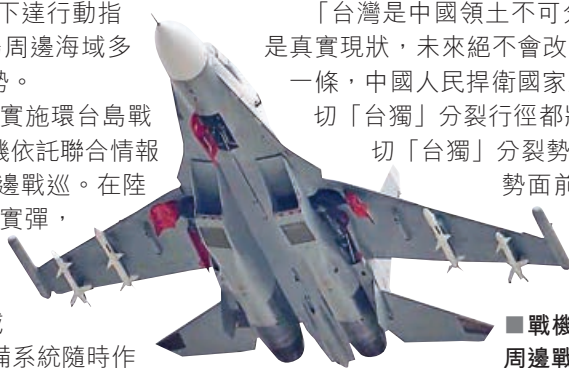 下達行動指
周邊海域多
勢。
實施環台島戰
機依託聯合情報
邊戰巡。在陸
實彈，
備系統隨時作
「台灣是中國領土不可
是真實現狀，未來絕不會改
一條，中國人民捍衛國家
切「台獨」分裂行徑都
切「台獨」分裂勢
勢面前
■戰機
周邊戰